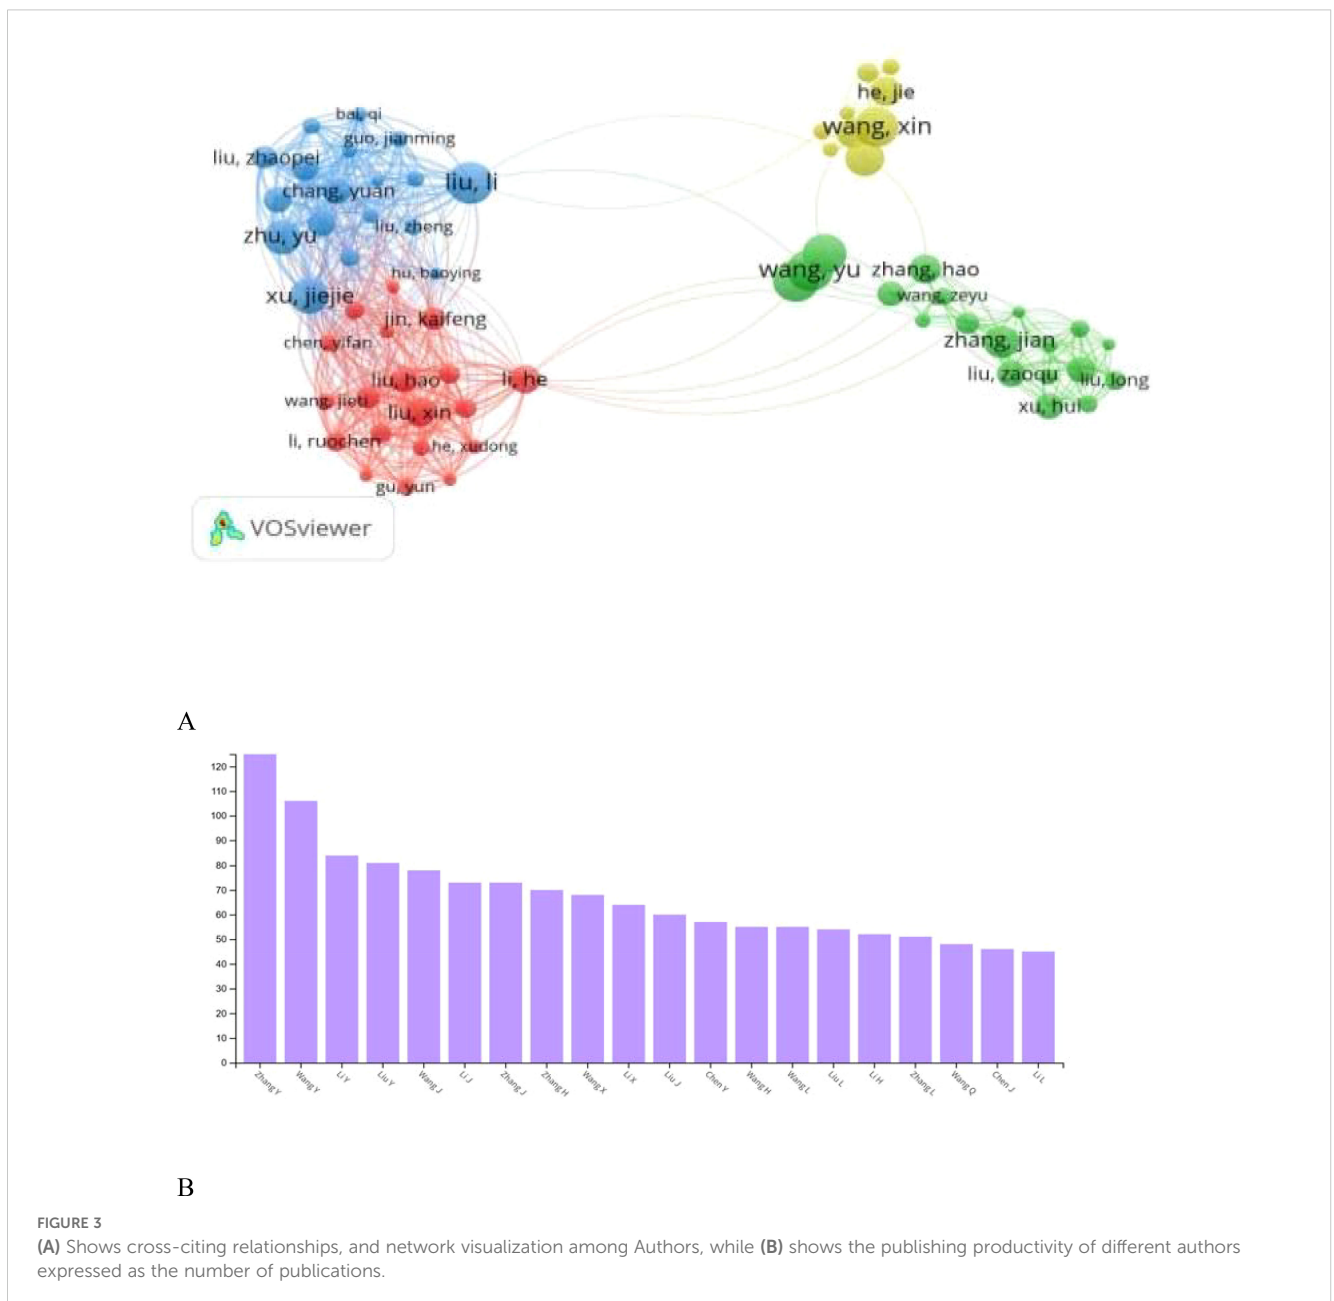 bai, qi
guo, jianming
liu, zhaopei
chang, yuan
liu, li
liu, zheng
zhu, yu
hu, baoying
xu, jiejie
jin, kaifeng
chen, yifan
liu, hao
li, he
wang, jieti
liu, xin
li, ruochen
he, xudong
gu, yun
he, jie
wang, xin
wang, yu
zhang, hao
wang, zeyu
zhang, jian
liu, zaoqu
liu, long
xu, hui
VOSviewer
A
120
110
100
90
80
70
60
50
40
30
20
10
0
Zhang Y
Wang Y
Li Y
Liu Y
Wang J
Li J
Zhang J
Zhang H
Wang X
Li X
Liu J
Chen Y
Wang H
Wang L
Liu L
Li H
Zhang L
Wang Q
Chen J
Li L
B
FIGURE 3
(A) Shows cross-citing relationships, and network visualization among Authors, while (B) shows the publishing productivity of different authors
expressed as the number of publications.